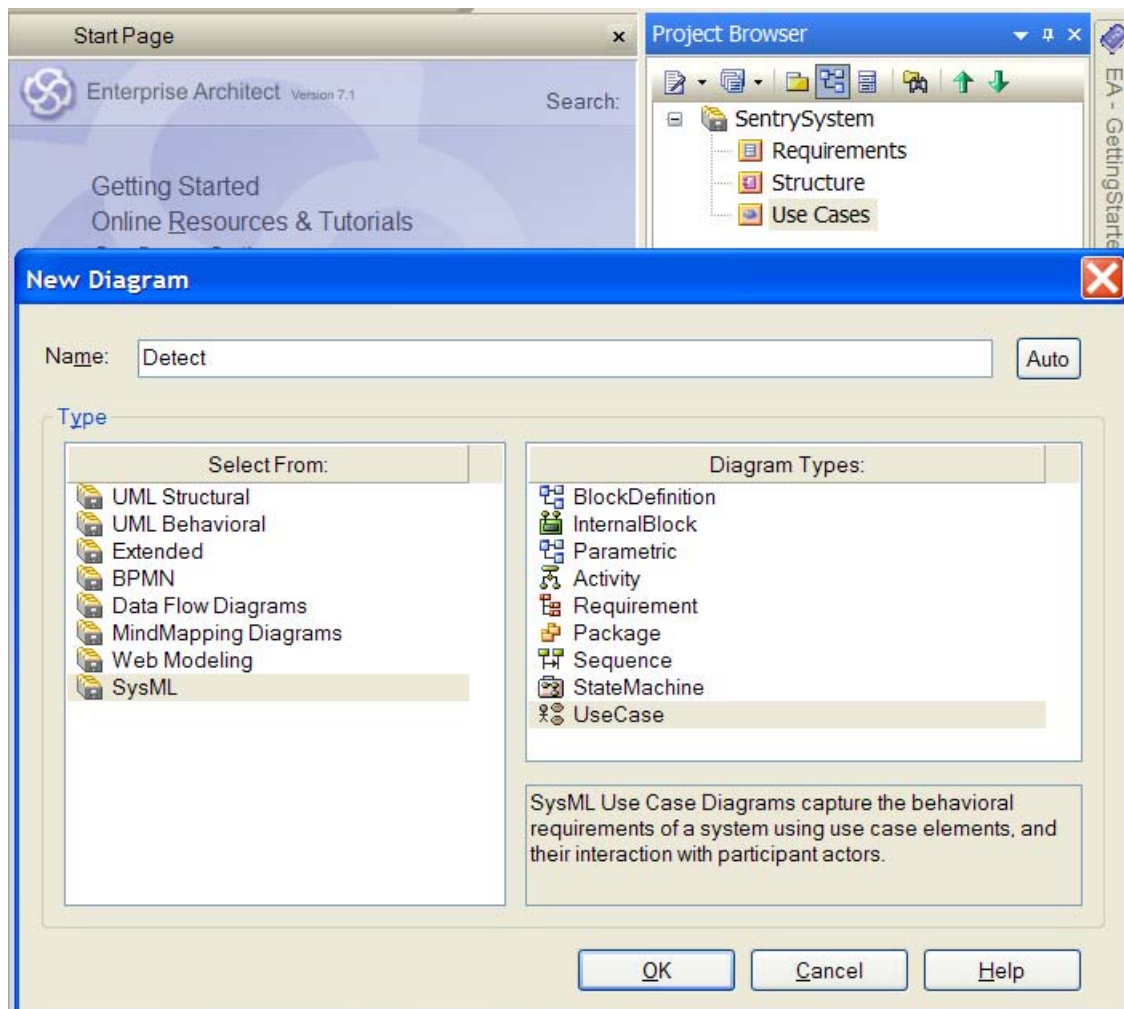 Start Page
Project Browser
Enterprise Architect Version 7.1
Search:
Getting Started
Online Resources & Tutorials
SentrySystem
Requirements
Structure
Use Cases
EA - GettingStarte
New Diagram
Name:
Detect
Auto
Type
Select From:
UML Structural
UML Behavioral
Extended
BPMN
Data Flow Diagrams
MindMapping Diagrams
Web Modeling
SysML
Diagram Types:
BlockDefinition
InternalBlock
Parametric
Activity
Requirement
Package
Sequence
StateMachine
UseCase
SysML Use Case Diagrams capture the behavioral
requirements of a system using use case elements, and
their interaction with participant actors.
OK
Cancel
Help